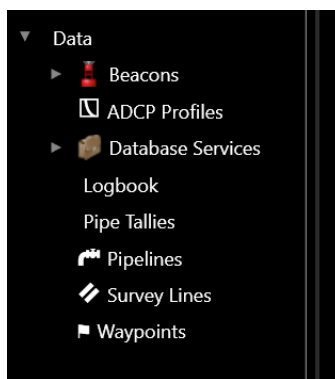 Data
Beacons
ADCP Profiles
Database Services
Logbook
Pipe Tallies
Pipelines
Survey Lines
Waypoints